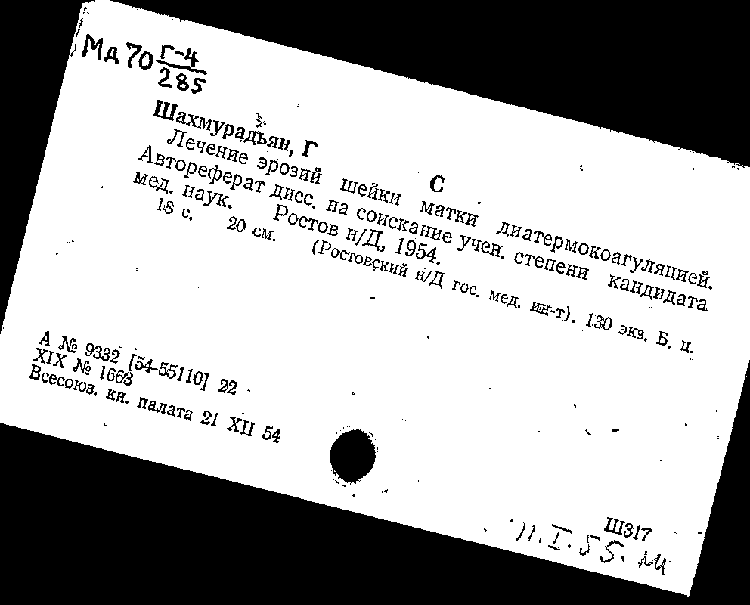 Мд 70 Г-4
285
Шахмурадьян, Г
С
Лечение эрозий шейки матки диатермокоагуляцией.
Автореферат дисс. на соискание учен. степени кандидата
мед. наук. Ростов н/Д, 1954.
18 с. 20 см. (Ростовский н/Д гос. мед. ин-т). 130 экз. Б. ц.
А № 9332 [54-55110] 22
XIX № 1668
Всесоюз. кн. палата 21 XII 54
Ш317
11.I.55.